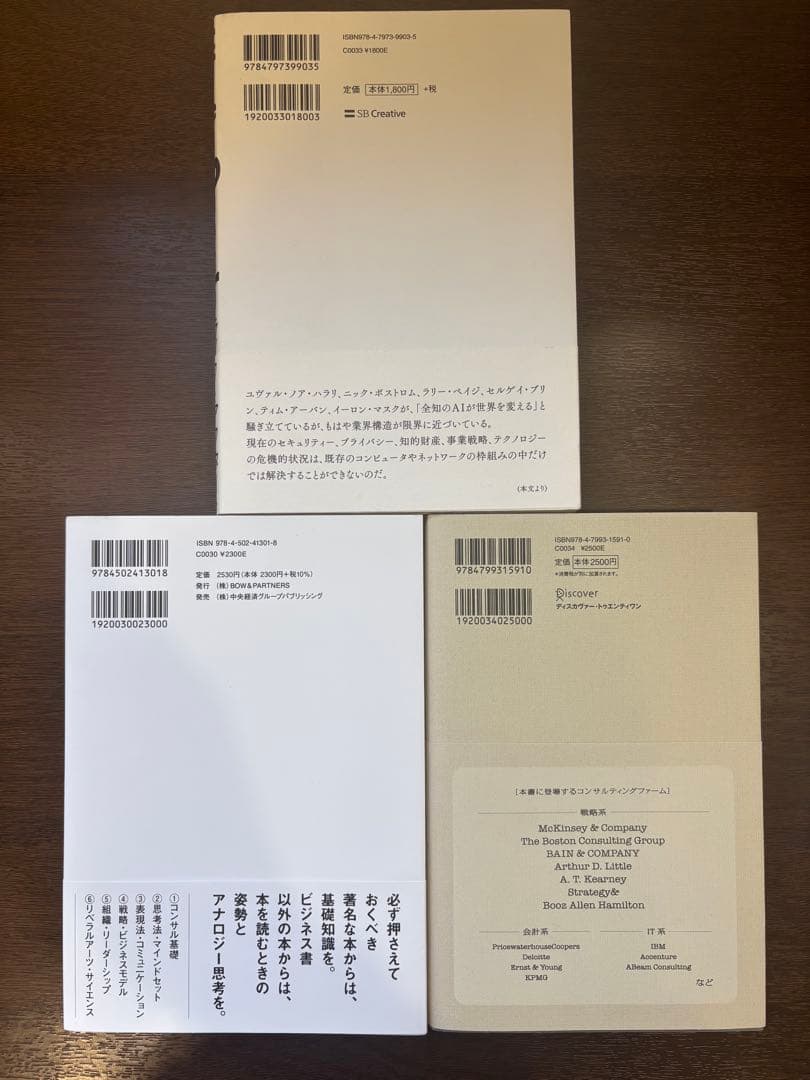 ISBN978-4-7973-9903-5
C0033 ¥1800E
9784797399035
定価 本体1,800円 +税
1920033018003
SB Creative
ユヴァル・ノア・ハラリ、ニック・ボストロム、ラリー・ペイジ、セルゲイ・ブリ
ン、ティム・アーバン、イーロン・マスクが、「全知のAIが世界を変える」と
騒ぎ立てているが、もはや業界構造が限界に近づいている。
現在のセキュリティー、プライバシー、知的財産、事業戦略、テクノロジー
の危機的状況は、既存のコンピュータやネットワークの枠組みの中だけ
では解決することができないのだ。
（本文より）
ISBN 978-4-502-41301-8
C0030 ¥2300E
9784502413018
定価 2530円（本体 2300円＋税10%）
発行 （株）BOW&PARTNERS
発売 （株）中央経済グループパブリッシング
1920030023000
必ず押さえて
おくべき
著名な本からは、
基礎知識を。
ビジネス書
以外の本からは、
本を読むときの
姿勢と
アナロジー思考を。
①コンサル基礎
②思考法・マインドセット
③表現法・コミュニケーション
④戦略・ビジネスモデル
⑤組織・リーダーシップ
⑥リベラルアーツ・サイエンス
ISBN978-4-7993-1591-0
C0034 ¥2500E
9784799315910
定価 本体2500円
＊消費税が別に加算されます。
Discover
ディスカヴァー・トゥエンティワン
1920034025000
［本書に登場するコンサルティングファーム］
戦略系
McKinsey & Company
The Boston Consulting Group
BAIN & COMPANY
Arthur D. Little
A. T. Kearney
Strategy&
Booz Allen Hamilton
会計系
PricewaterhouseCoopers
Deloitte
Ernst & Young
KPMG
IT系
IBM
Accenture
ABeam Consulting
など